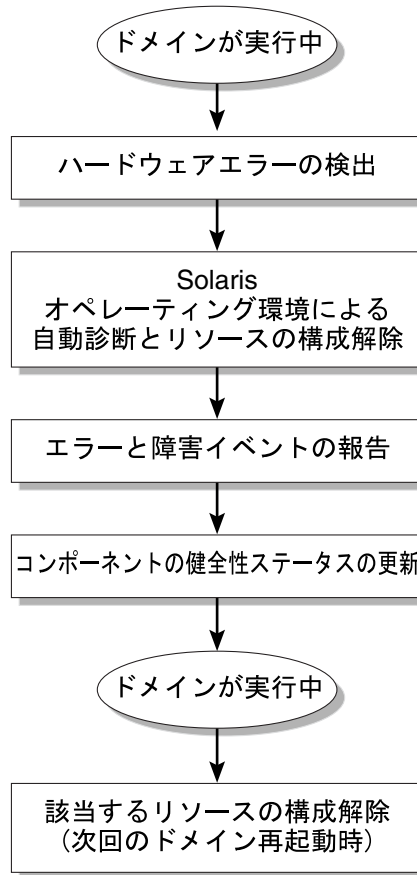 ドメインが実行中
ハードウェアエラーの検出
Solaris
オペレーティング環境による
自動診断とリソースの構成解除
エラーと障害イベントの報告
コンポーネントの健全性ステータスの更新
ドメインが実行中
該当するリソースの構成解除
(次回のドメイン再起動時)